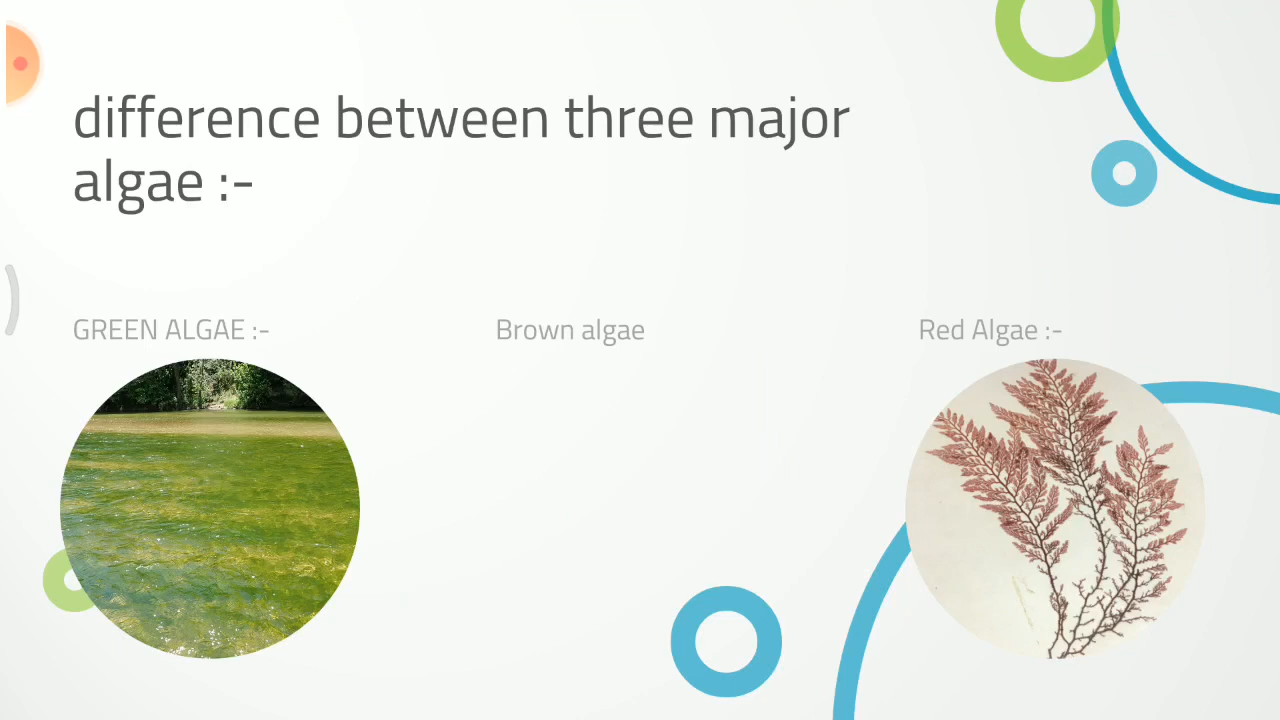 difference between three major
algae :-
GREEN ALGAE :-
Brown algae
Red Algae :-